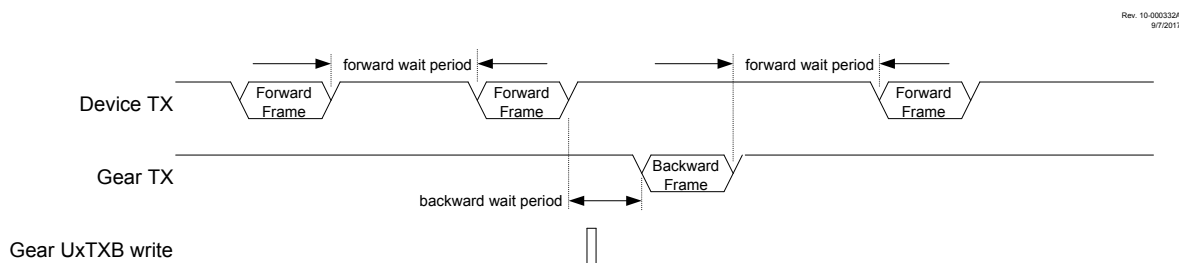 Rev. 10-000332A
9/7/2017
forward wait period
forward wait period
Device TX
Forward
Frame
Forward
Frame
Forward
Frame
Gear TX
Backward
Frame
backward wait period
Gear UxTXB write